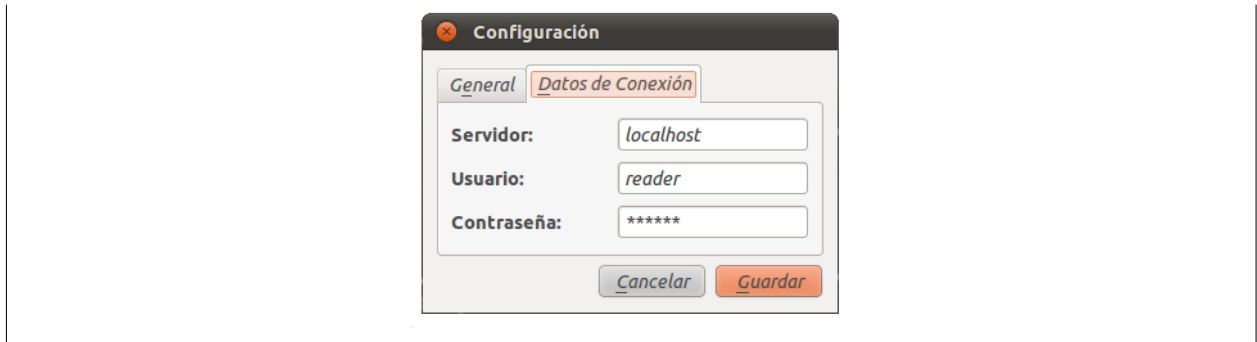 Configuración
General Datos de Conexión
Servidor: localhost
Usuario: reader
Contraseña: ******
Cancelar Guardar